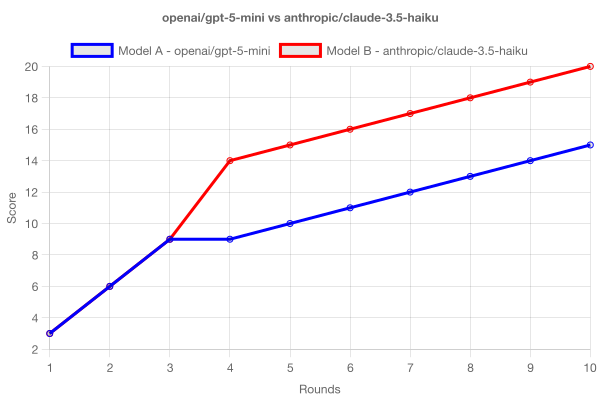 openai/gpt-5-mini vs anthropic/claude-3.5-haiku
Model A - openai/gpt-5-mini Model B - anthropic/claude-3.5-haiku
20
18
16
14
12
10
8
6
4
2
Score
1 2 3 4 5 6 7 8 9 10
Rounds